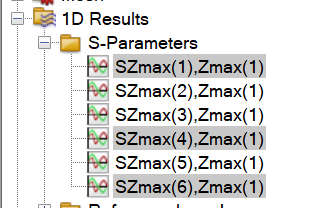 1D Results
S-Parameters
SZmax(1),Zmax(1)
SZmax(2),Zmax(1)
SZmax(3),Zmax(1)
SZmax(4),Zmax(1)
SZmax(5),Zmax(1)
SZmax(6),Zmax(1)